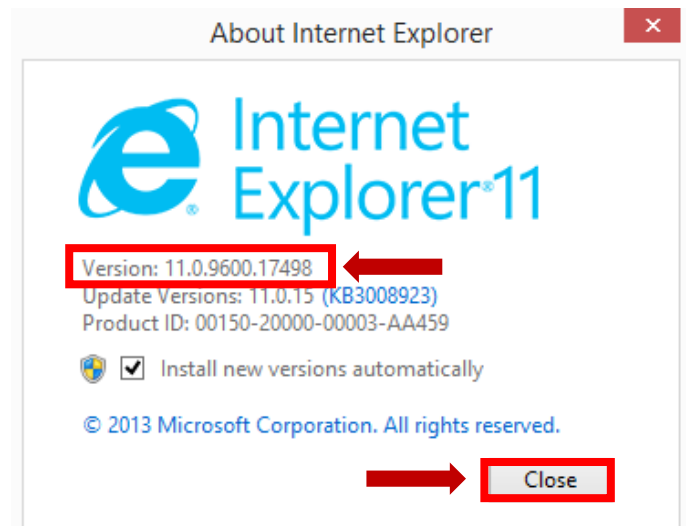 About Internet Explorer
Internet
Explorer®11
Version: 11.0.9600.17498
Update Versions: 11.0.15 (KB3008923)
Product ID: 00150-20000-00003-AA459
Install new versions automatically
© 2013 Microsoft Corporation. All rights reserved.
Close